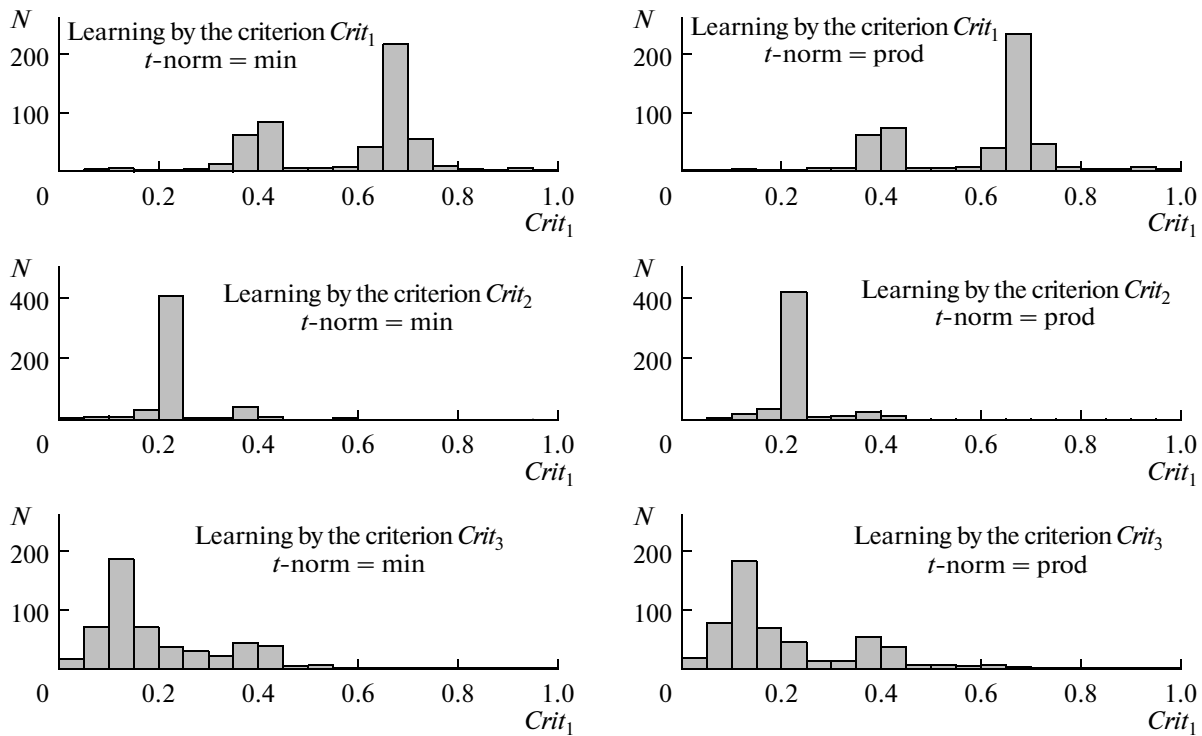 N
Learning by the criterion Crit₁
t-norm = min
200
100
0
0.2
0.4
0.6
0.8
1.0
Crit₁
N
Learning by the criterion Crit₁
t-norm = prod
200
100
0
0.2
0.4
0.6
0.8
1.0
Crit₁
N
Learning by the criterion Crit₂
t-norm = min
400
200
0
0.2
0.4
0.6
0.8
1.0
Crit₁
N
Learning by the criterion Crit₂
t-norm = prod
400
200
0
0.2
0.4
0.6
0.8
1.0
Crit₁
N
Learning by the criterion Crit₃
t-norm = min
200
100
0
0.2
0.4
0.6
0.8
1.0
Crit₁
N
Learning by the criterion Crit₃
t-norm = prod
200
100
0
0.2
0.4
0.6
0.8
1.0
Crit₁